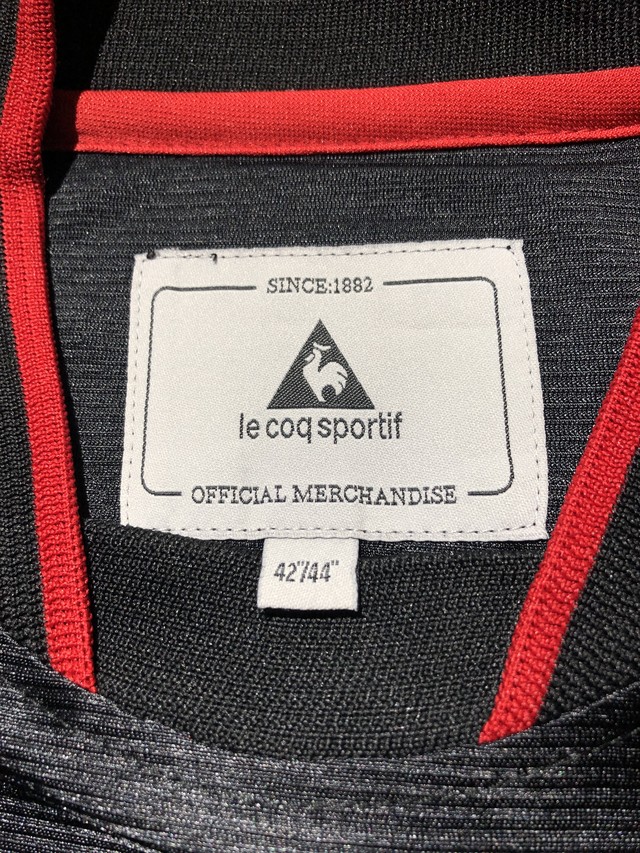 SINCE:1882
le coq sportif
OFFICIAL MERCHANDISE
42"/44"